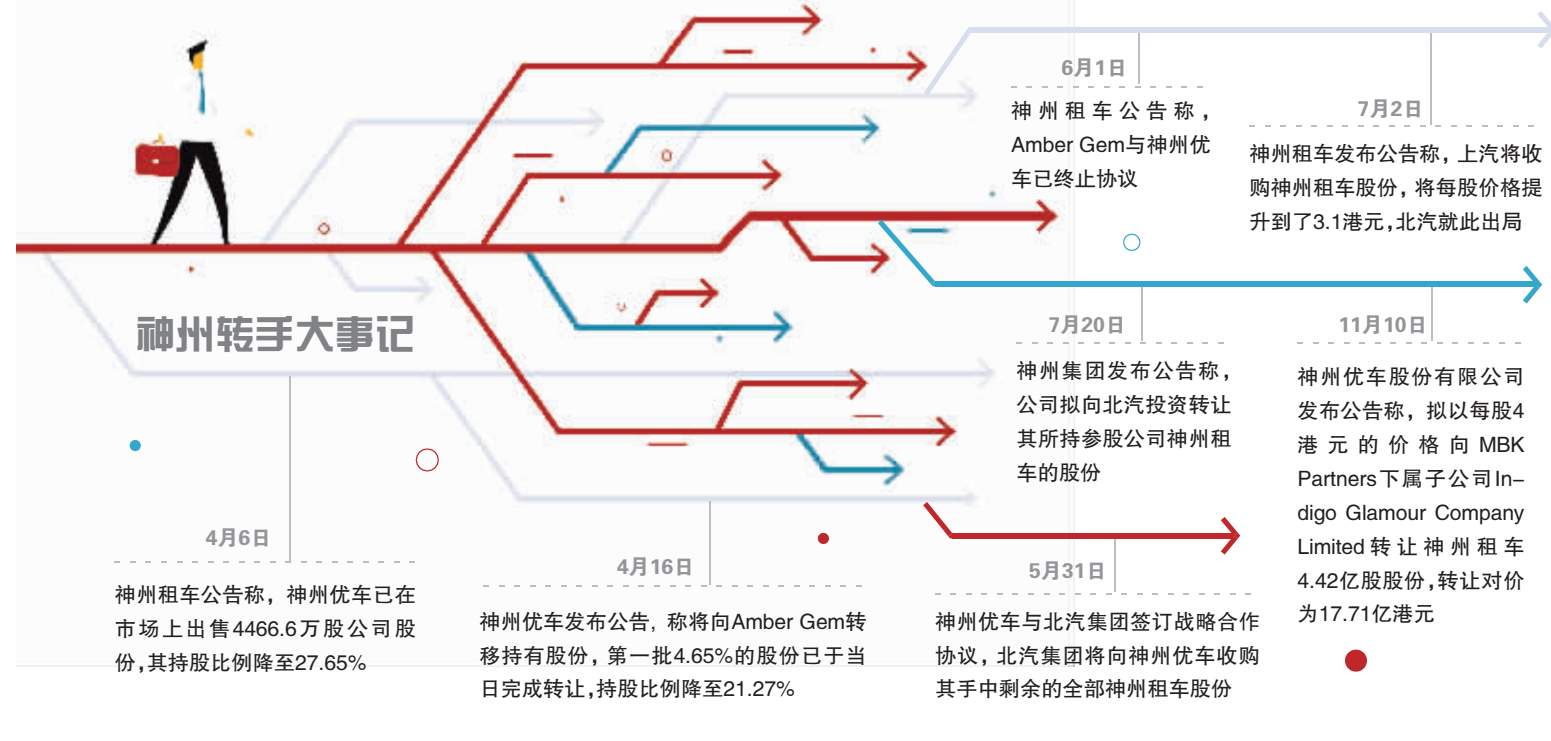 神州转手大事记
4月6日
神州租车公告称，神州优车已在
市场上出售4466.6万股公司股
份，其持股比例降至27.65%
4月16日
神州优车发布公告，称将向Amber Gem转
移持有股份，第一批4.65%的股份已于当
日完成转让，持股比例降至21.27%
5月31日
神州优车与北汽集团签订战略合作
协议，北汽集团将向神州优车收购
其手中剩余的全部神州租车股份
6月1日
神州租车公告称，
Amber Gem与神州优
车已终止协议
7月2日
神州租车发布公告称，上汽将收
购神州租车股份，将每股价格提
升到了3.1港元，北汽就此出局
7月20日
神州集团发布公告称，
公司拟向北汽投资转让
其所持参股公司神州租
车的股份
11月10日
神州优车股份有限公司
发布公告称，拟以每股4
港元的价格向MBK
Partners下属子公司In-
digo Glamour Company
Limited转让神州租车
4.42亿股股份，转让对价
为17.71亿港元